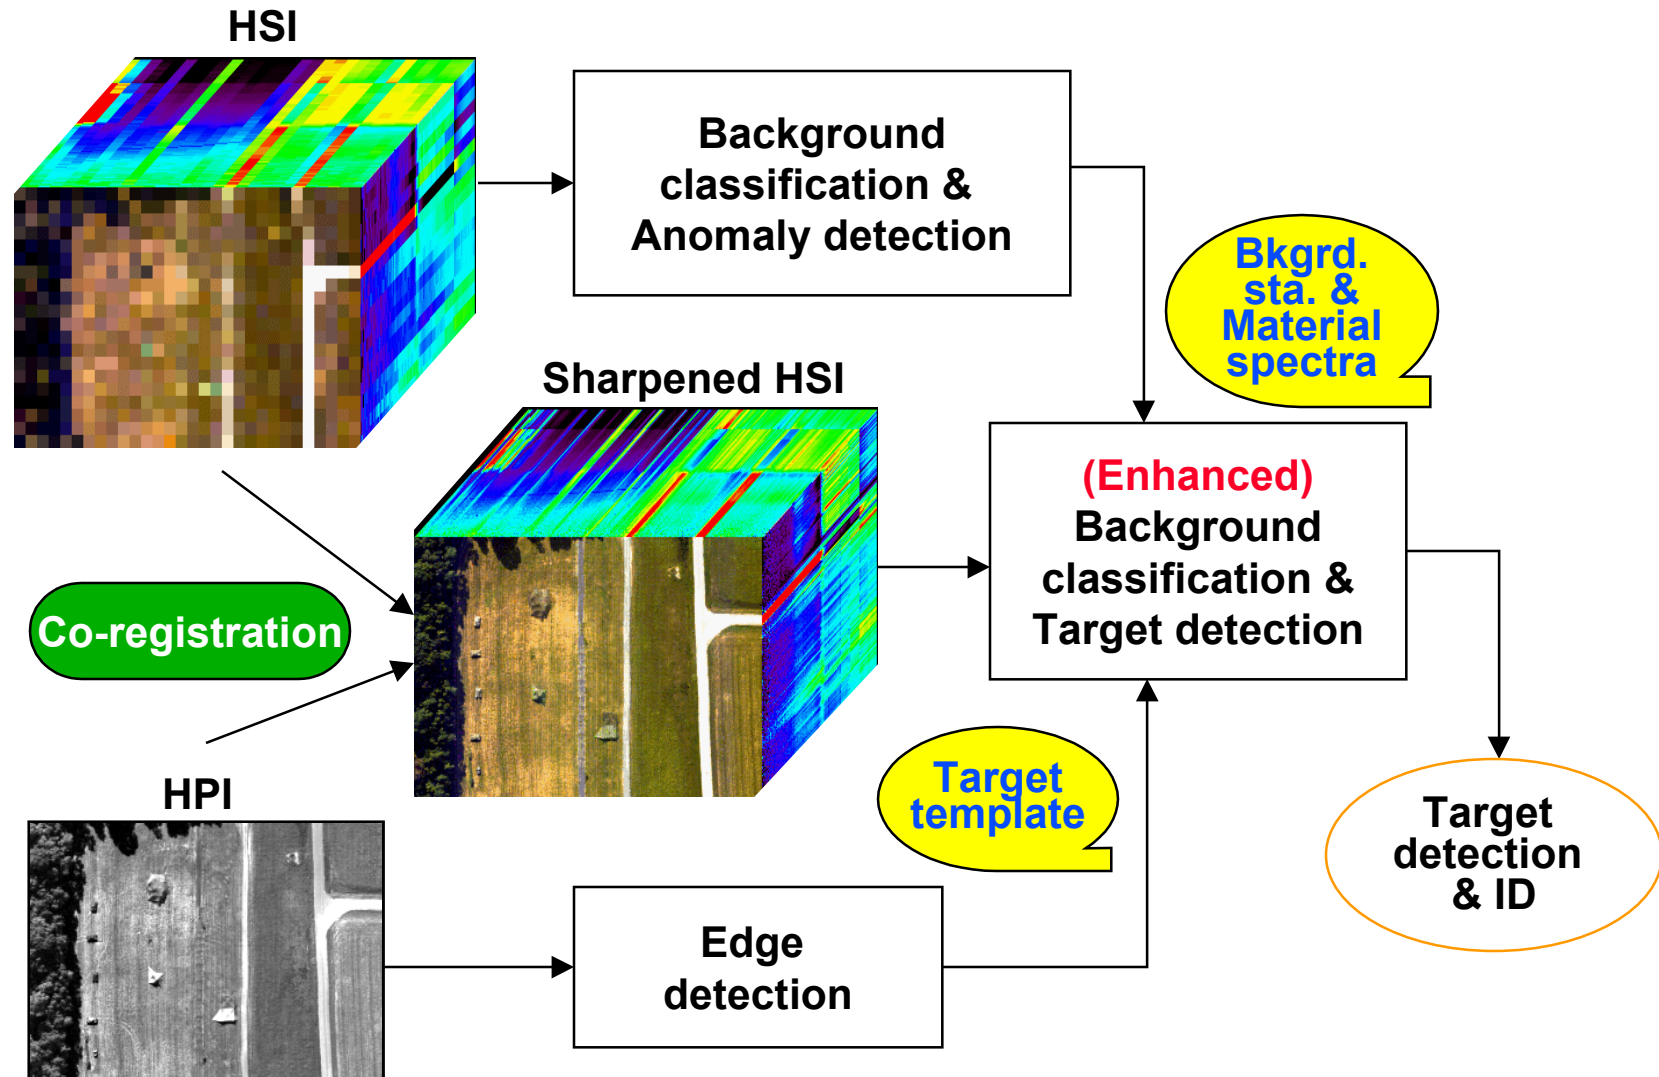 HSI
Background
classification &
Anomaly detection
Bkgrd.
sta. &
Material
spectra
Sharpened HSI
(Enhanced)
Background
classification &
Target detection
Co-registration
HPI
Target
template
Edge
detection
Target
detection
& ID